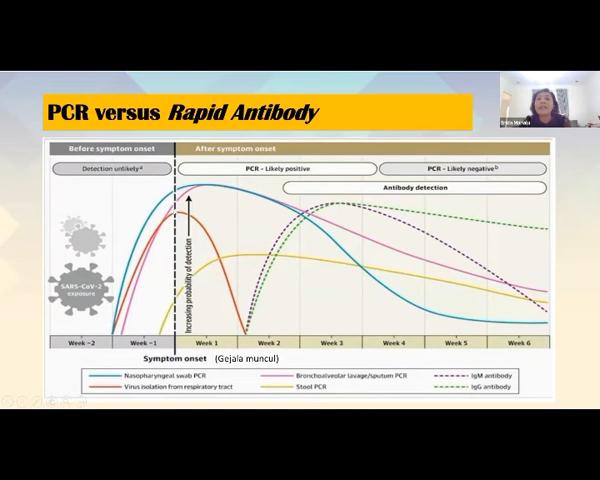 PCR versus Rapid Antibody
Before symptom onset
After symptom onset
Detection unlikelyᵃ
PCR - Likely positive
PCR - Likely negativeᵇ
Antibody detection
SARS-CoV-2
exposure
Increasing probability of detection
Week −2
Week −1
Week 1
Week 2
Week 3
Week 4
Week 5
Week 6
Symptom onset (Gejala muncul)
Nasopharyngeal swab PCR
Bronchoalveolar lavage/sputum PCR
IgM antibody
Virus isolation from respiratory tract
Stool PCR
IgG antibody